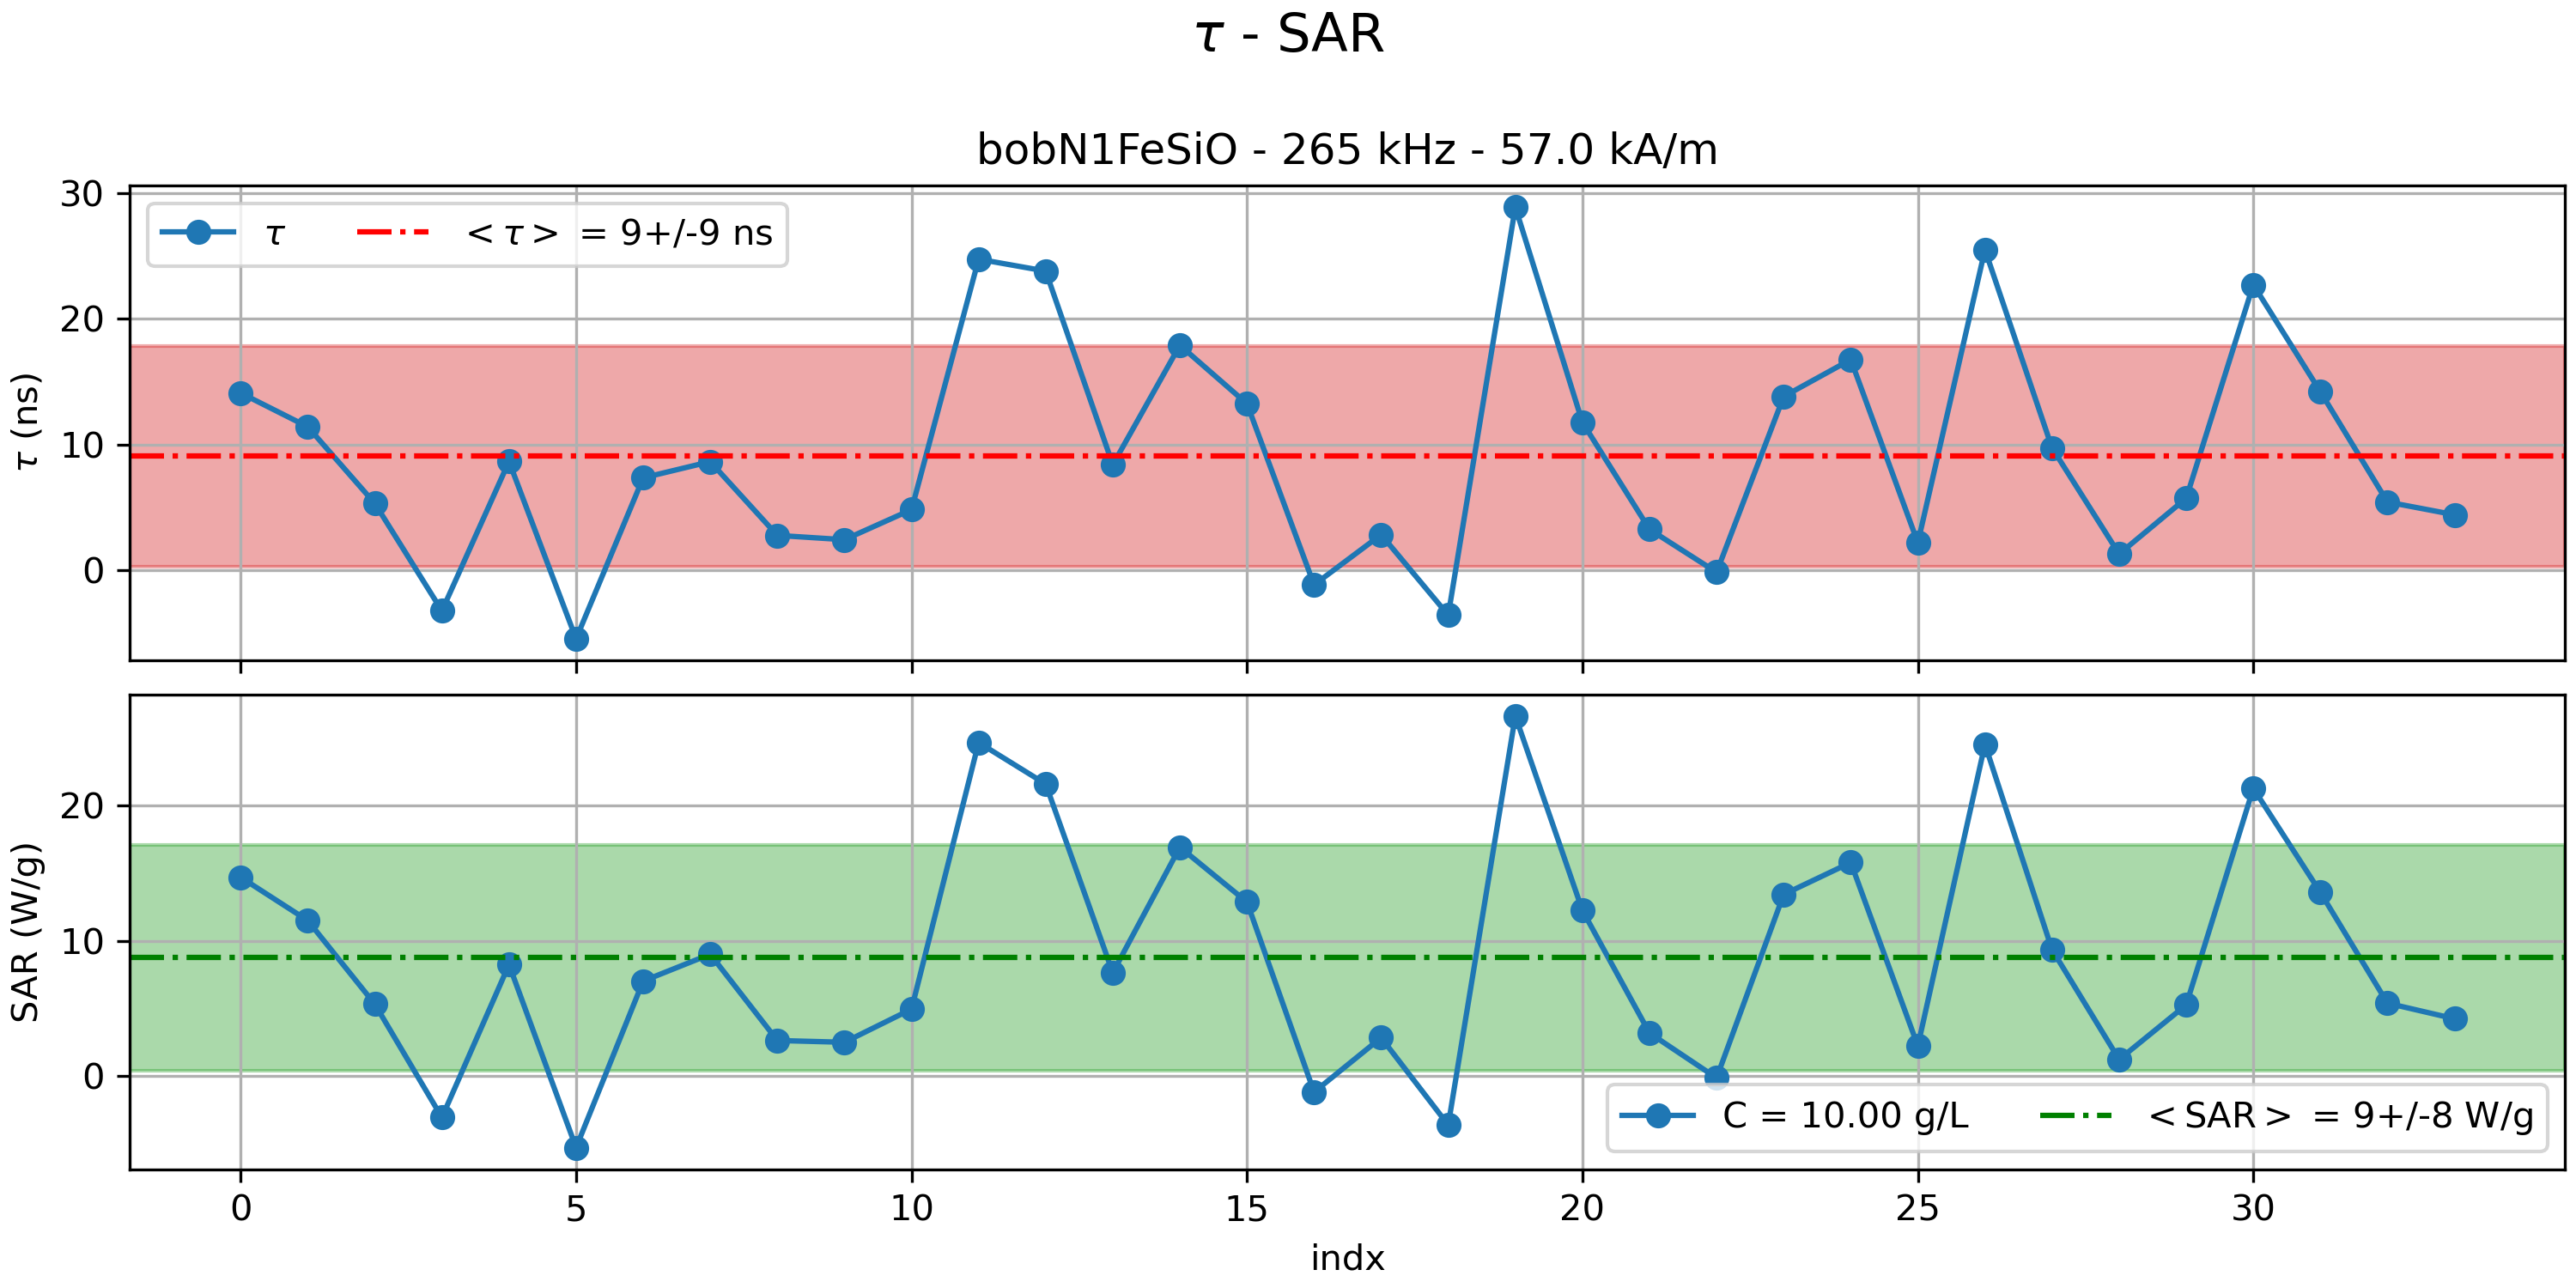 τ - SAR
bobN1FeSiO - 265 kHz - 57.0 kA/m
τ (ns)
30
20
10
0
τ
<τ> = 9+/-9 ns
SAR (W/g)
20
10
0
C = 10.00 g/L
<SAR> = 9+/-8 W/g
0 5 10 15 20 25 30
indx